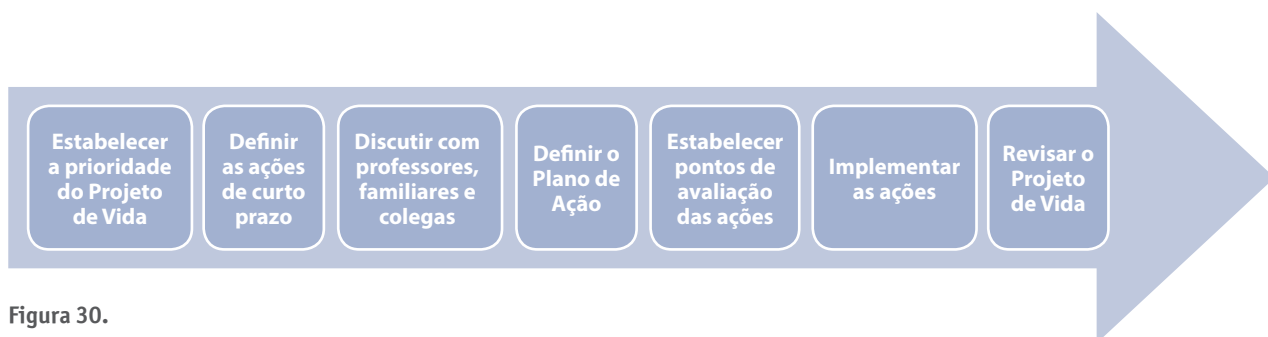 Estabelecer
a prioridade
do Projeto
de Vida
Definir
as ações
de curto
prazo
Discutir com
professores,
familiares e
colegas
Definir o
Plano de
Ação
Estabelecer
pontos de
avaliação
das ações
Implementar
as ações
Revisar o
Projeto
de Vida
Figura 30.